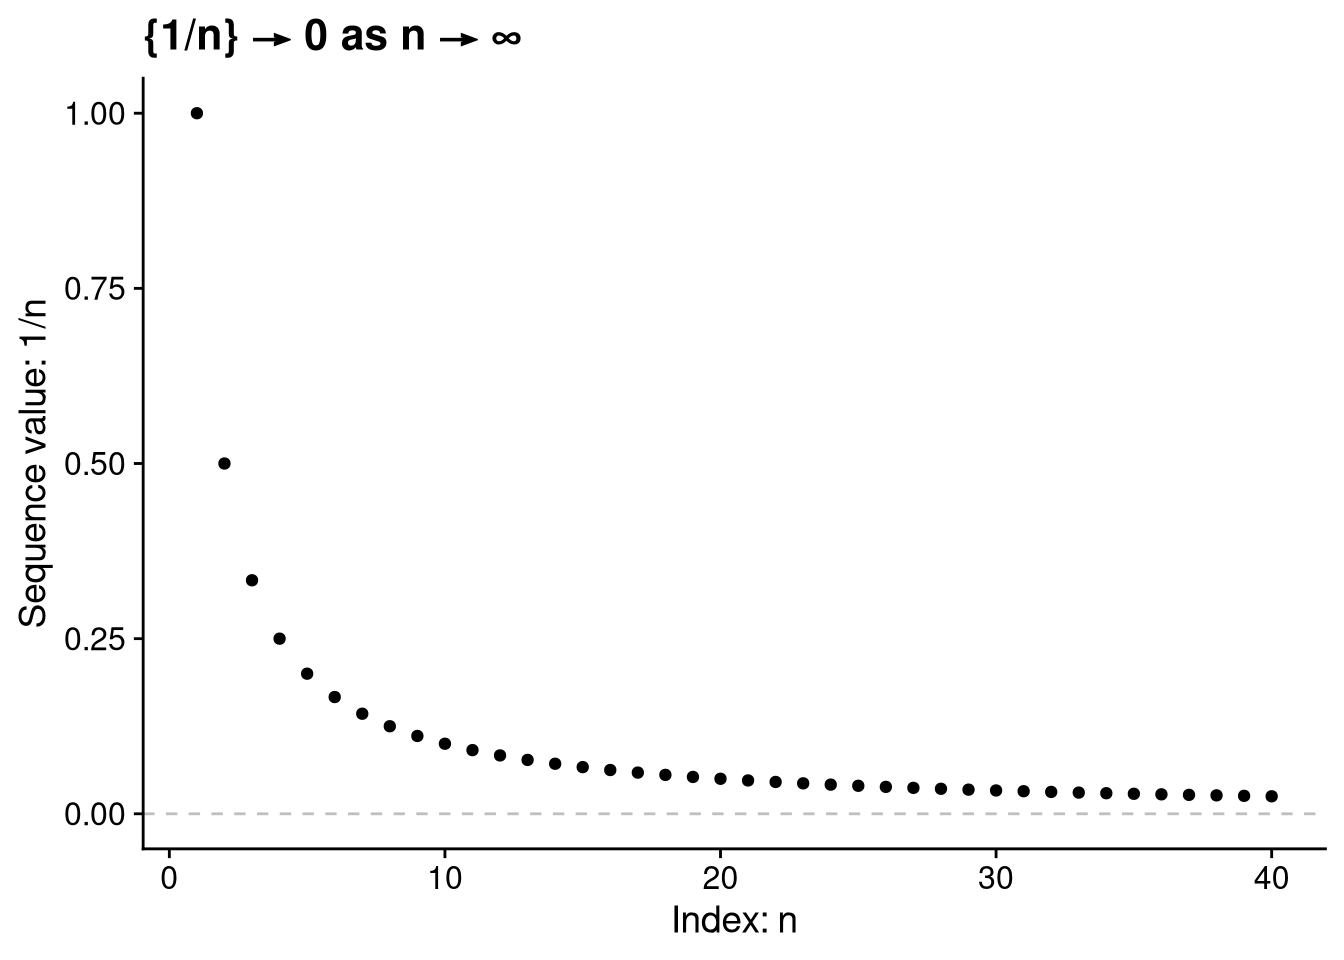 {1/n} → 0 as n → ∞
Sequence value: 1/n
1.00
0.75
0.50
0.25
0.00
0 10 20 30 40
Index: n